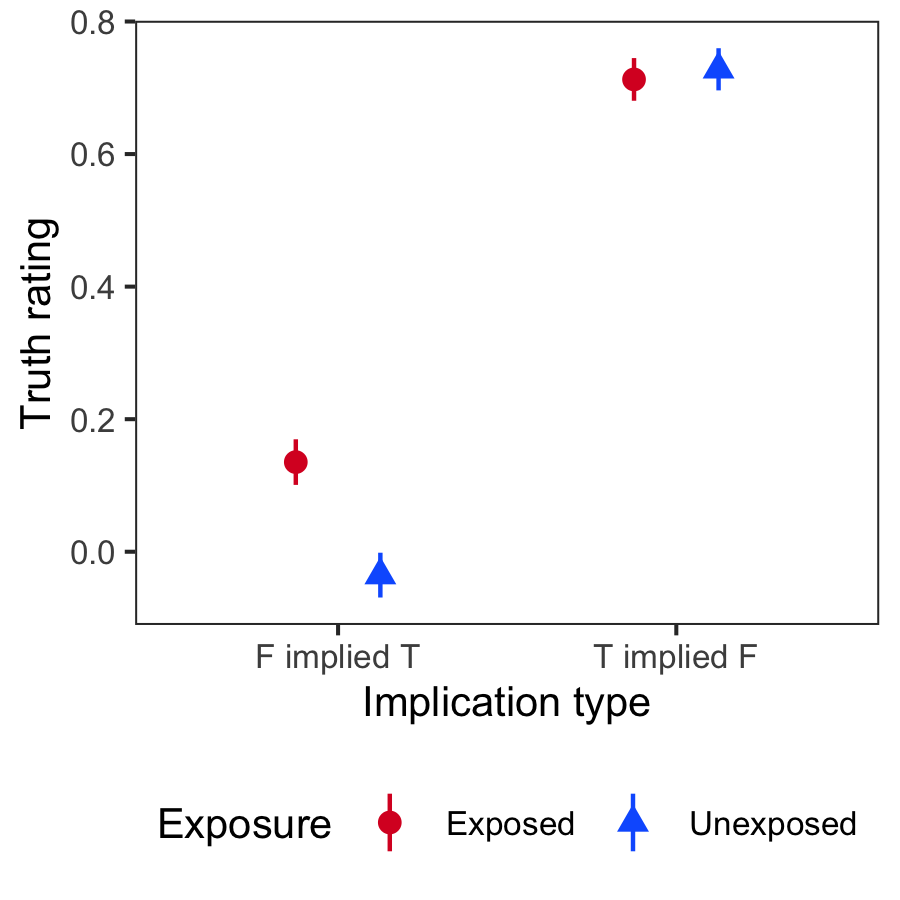 0.8
0.6
0.4
0.2
0.0
Truth rating
F implied T
T implied F
Implication type
Exposure
Exposed
Unexposed